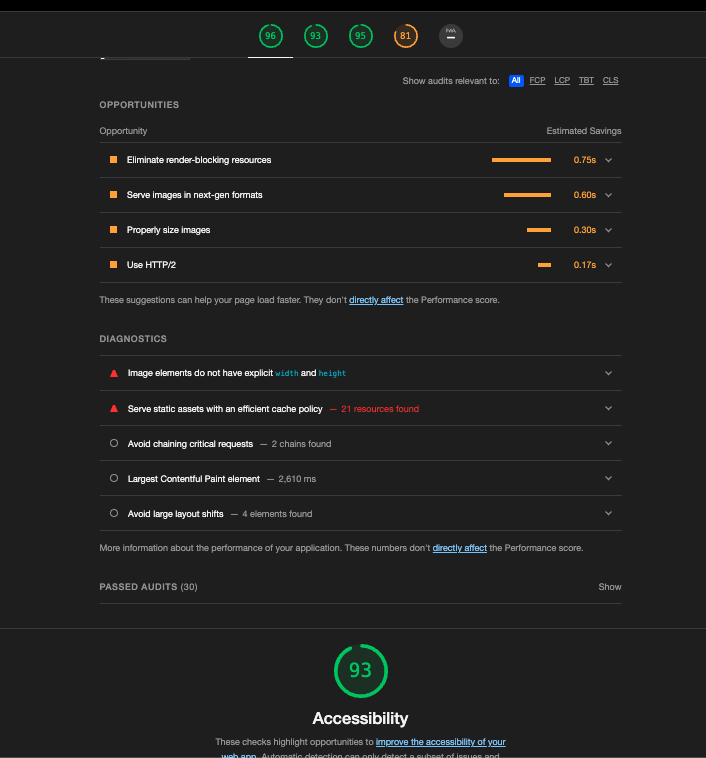 96 93 95 81 PWA
Show audits relevant to: All FCP LCP TBT CLS
OPPORTUNITIES
Opportunity Estimated Savings
Eliminate render-blocking resources 0.75s
Serve images in next-gen formats 0.60s
Properly size images 0.30s
Use HTTP/2 0.17s
These suggestions can help your page load faster. They don't directly affect the Performance score.
DIAGNOSTICS
Image elements do not have explicit width and height
Serve static assets with an efficient cache policy — 21 resources found
Avoid chaining critical requests — 2 chains found
Largest Contentful Paint element — 2,610 ms
Avoid large layout shifts — 4 elements found
More information about the performance of your application. These numbers don't directly affect the Performance score.
PASSED AUDITS (30) Show
93
Accessibility
These checks highlight opportunities to improve the accessibility of your
web app. Automatic detection can only detect a subset of issues and